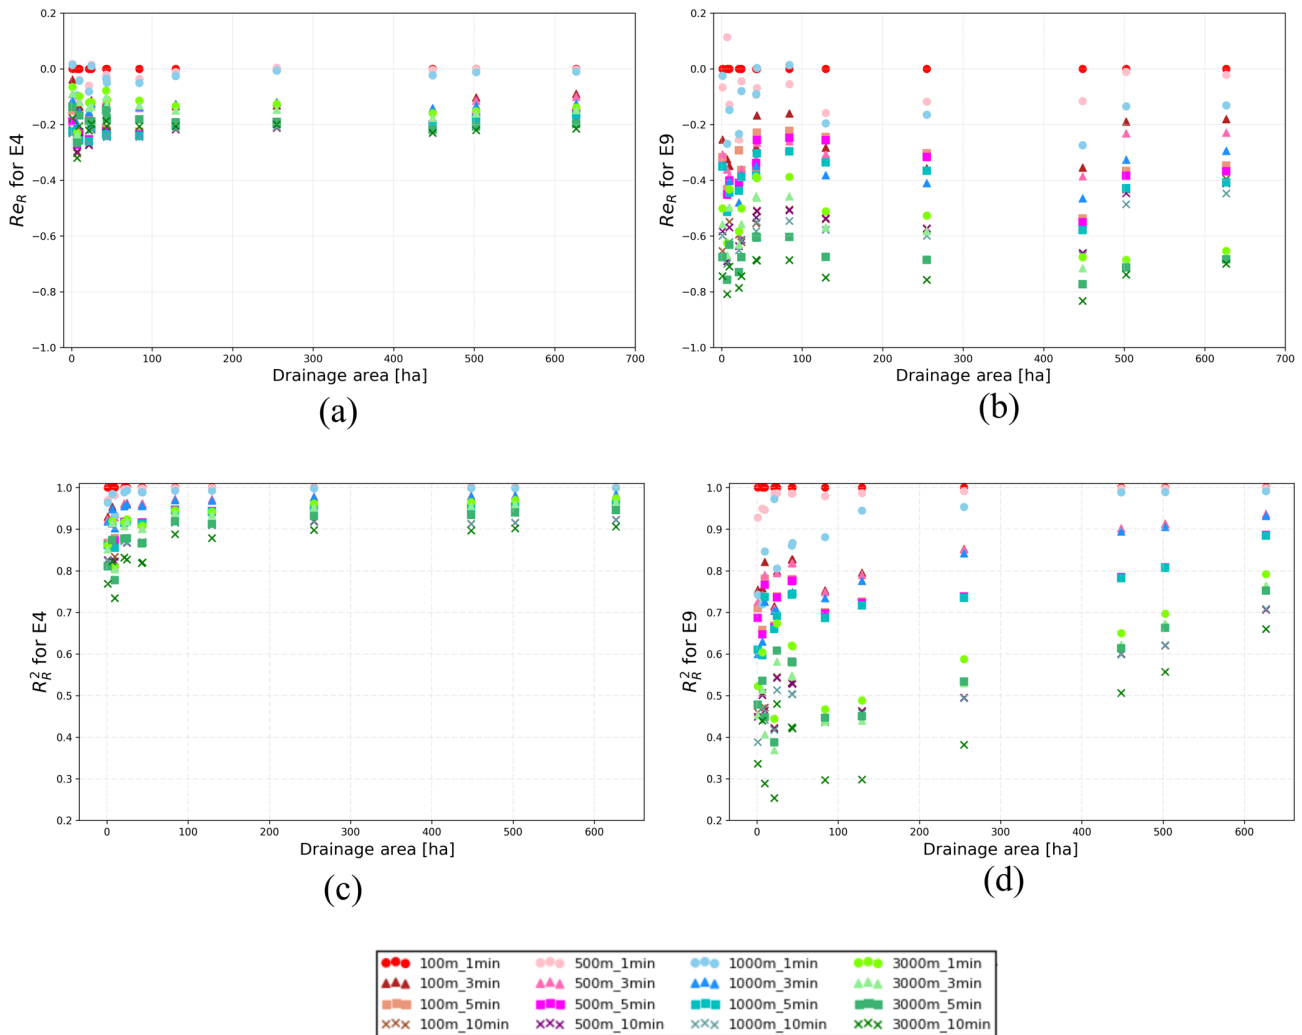 0.2
0.0
−0.2
−0.4
−0.6
−0.8
−1.0
Re_R for E4
0 100 200 300 400 500 600 700
Drainage area [ha]
(a)
0.2
0.0
−0.2
−0.4
−0.6
−0.8
−1.0
Re_R for E9
0 100 200 300 400 500 600 700
Drainage area [ha]
(b)
1.0
0.9
0.8
0.7
0.6
0.5
0.4
0.3
0.2
R²_R for E4
0 100 200 300 400 500 600
Drainage area [ha]
(c)
1.0
0.9
0.8
0.7
0.6
0.5
0.4
0.3
0.2
R²_R for E9
0 100 200 300 400 500 600
Drainage area [ha]
(d)
100m_1min 500m_1min 1000m_1min 3000m_1min
100m_3min 500m_3min 1000m_3min 3000m_3min
100m_5min 500m_5min 1000m_5min 3000m_5min
100m_10min 500m_10min 1000m_10min 3000m_10min